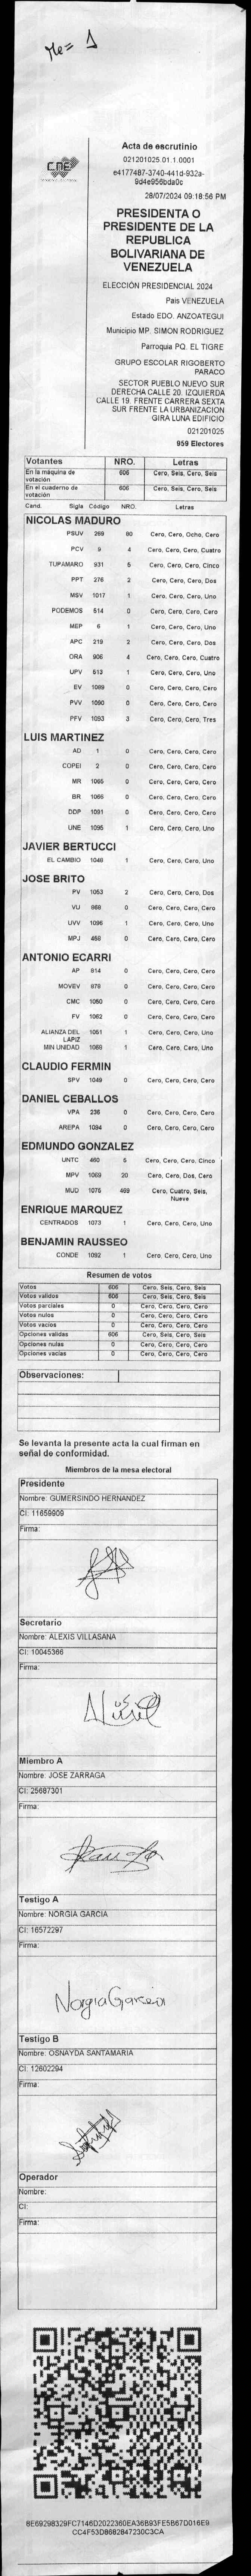 Me= 1
CNE
Acta de escrutinio
021201025.01.1.0001
e4177487-3740-441d-932a-
9d4e956bda0c
28/07/2024 09:18:56 PM
PRESIDENTA O
PRESIDENTE DE LA
REPUBLICA
BOLIVARIANA DE
VENEZUELA
ELECCIÓN PRESIDENCIAL 2024
Pais VENEZUELA
Estado EDO. ANZOATEGUI
Municipio MP. SIMON RODRIGUEZ
Parroquia PQ. EL TIGRE
GRUPO ESCOLAR RIGOBERTO
PARACO
SECTOR PUEBLO NUEVO SUR
DERECHA CALLE 20. IZQUIERDA
CALLE 19. FRENTE CARRERA SEXTA
SUR FRENTE LA URBANIZACION
GIRA LUNA EDIFICIO
021201025
959 Electores
Votantes NRO. Letras
En la máquina de votación 606 Cero, Seis, Cero, Seis
En el cuaderno de votación 606 Cero, Seis, Cero, Seis
Cand. Sigla Código NRO. Letras
NICOLAS MADURO
PSUV 269 80 Cero, Cero, Ocho, Cero
PCV 9 4 Cero, Cero, Cero, Cuatro
TUPAMARO 931 5 Cero, Cero, Cero, Cinco
PPT 276 2 Cero, Cero, Cero, Dos
MSV 1017 1 Cero, Cero, Cero, Uno
PODEMOS 514 0 Cero, Cero, Cero, Cero
MEP 6 1 Cero, Cero, Cero, Uno
APC 219 2 Cero, Cero, Cero, Dos
ORA 906 4 Cero, Cero, Cero, Cuatro
UPV 513 1 Cero, Cero, Cero, Uno
EV 1089 0 Cero, Cero, Cero, Cero
PVV 1090 0 Cero, Cero, Cero, Cero
PFV 1093 3 Cero, Cero, Cero, Tres
LUIS MARTINEZ
AD 1 0 Cero, Cero, Cero, Cero
COPEI 2 0 Cero, Cero, Cero, Cero
MR 1065 0 Cero, Cero, Cero, Cero
BR 1066 0 Cero, Cero, Cero, Cero
DDP 1091 0 Cero, Cero, Cero, Cero
UNE 1095 1 Cero, Cero, Cero, Uno
JAVIER BERTUCCI
EL CAMBIO 1048 1 Cero, Cero, Cero, Uno
JOSE BRITO
PV 1053 2 Cero, Cero, Cero, Dos
VU 868 0 Cero, Cero, Cero, Cero
UVV 1096 1 Cero, Cero, Cero, Uno
MPJ 458 0 Cero, Cero, Cero, Cero
ANTONIO ECARRI
AP 814 0 Cero, Cero, Cero, Cero
MOVEV 878 0 Cero, Cero, Cero, Cero
CMC 1050 0 Cero, Cero, Cero, Cero
FV 1062 0 Cero, Cero, Cero, Cero
ALIANZA DEL LAPIZ 1051 1 Cero, Cero, Cero, Uno
MIN UNIDAD 1088 1 Cero, Cero, Cero, Uno
CLAUDIO FERMIN
SPV 1049 0 Cero, Cero, Cero, Cero
DANIEL CEBALLOS
VPA 235 0 Cero, Cero, Cero, Cero
AREPA 1094 0 Cero, Cero, Cero, Cero
EDMUNDO GONZALEZ
UNTC 460 5 Cero, Cero, Cero, Cinco
MPV 1069 20 Cero, Cero, Dos, Cero
MUD 1075 469 Cero, Cuatro, Seis, Nueve
ENRIQUE MARQUEZ
CENTRADOS 1073 1 Cero, Cero, Cero, Uno
BENJAMIN RAUSSEO
CONDE 1092 1 Cero, Cero, Cero, Uno
Resumen de votos
Votos 606 Cero, Seis, Cero, Seis
Votos validos 606 Cero, Seis, Cero, Seis
Votos parciales 0 Cero, Cero, Cero, Cero
Votos nulos 0 Cero, Cero, Cero, Cero
Votos vacios 0 Cero, Cero, Cero, Cero
Opciones validas 606 Cero, Seis, Cero, Seis
Opciones nulas 0 Cero, Cero, Cero, Cero
Opciones vacias 0 Cero, Cero, Cero, Cero
Observaciones:
Se levanta la presente acta la cual firman en
señal de conformidad.
Miembros de la mesa electoral
Presidente
Nombre: GUMERSINDO HERNANDEZ
CI: 11659909
Firma:
Secretario
Nombre: ALEXIS VILLASANA
CI: 10045366
Firma:
Miembro A
Nombre: JOSE ZARRAGA
CI: 25687301
Firma:
Testigo A
Nombre: NORGIA GARCIA
CI: 16572297
Firma:
Norgia Garcia
Testigo B
Nombre: OSNAYDA SANTAMARIA
CI: 12602294
Firma:
Operador
Nombre:
CI:
Firma:
8E69298329FC7146D2022360EA36B93FE5B67D016E9
CC4F53D8682847230C3CA